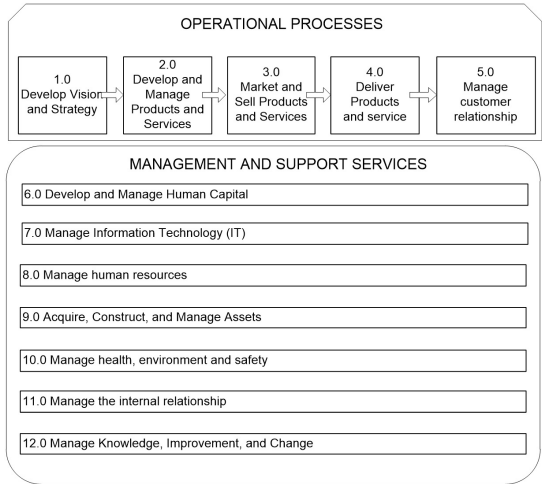 OPERATIONAL PROCESSES
1.0
Develop Vision
and Strategy
2.0
Develop and
Manage
Products and
Services
3.0
Market and
Sell Products
and Services
4.0
Deliver
Products
and service
5.0
Manage
customer
relationship
MANAGEMENT AND SUPPORT SERVICES
6.0 Develop and Manage Human Capital
7.0 Manage Information Technology (IT)
8.0 Manage human resources
9.0 Acquire, Construct, and Manage Assets
10.0 Manage health, environment and safety
11.0 Manage the internal relationship
12.0 Manage Knowledge, Improvement, and Change